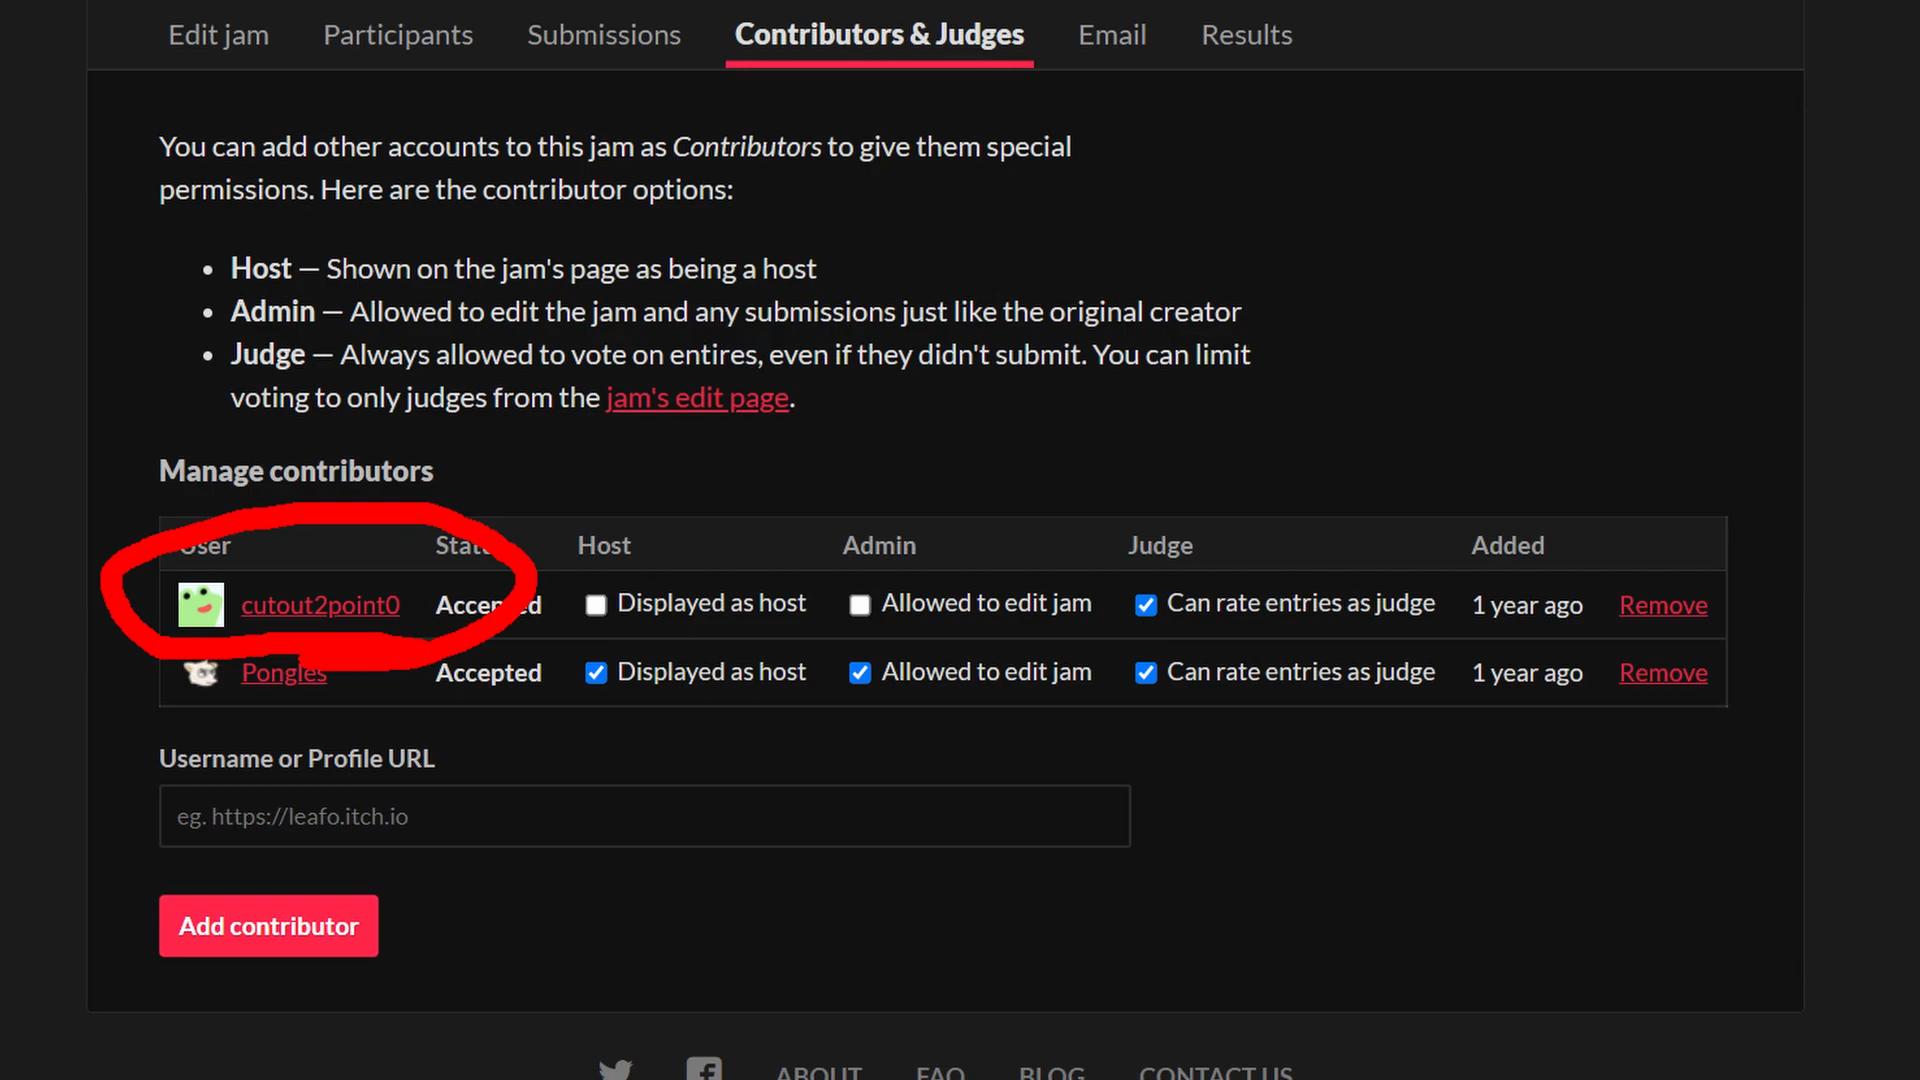 Edit jam Participants Submissions Contributors & Judges Email Results
You can add other accounts to this jam as Contributors to give them special
permissions. Here are the contributor options:
• Host — Shown on the jam's page as being a host
• Admin — Allowed to edit the jam and any submissions just like the original creator
• Judge — Always allowed to vote on entires, even if they didn't submit. You can limit
voting to only judges from the jam's edit page.
Manage contributors
User Host Admin Judge Added
cutout2point0 Accepted Displayed as host Allowed to edit jam Can rate entries as judge 1 year ago Remove
Pongles Accepted Displayed as host Allowed to edit jam Can rate entries as judge 1 year ago Remove
Username or Profile URL
eg. https://leafo.itch.io
Add contributor
ABOUT FAQ BLOG CONTACT US